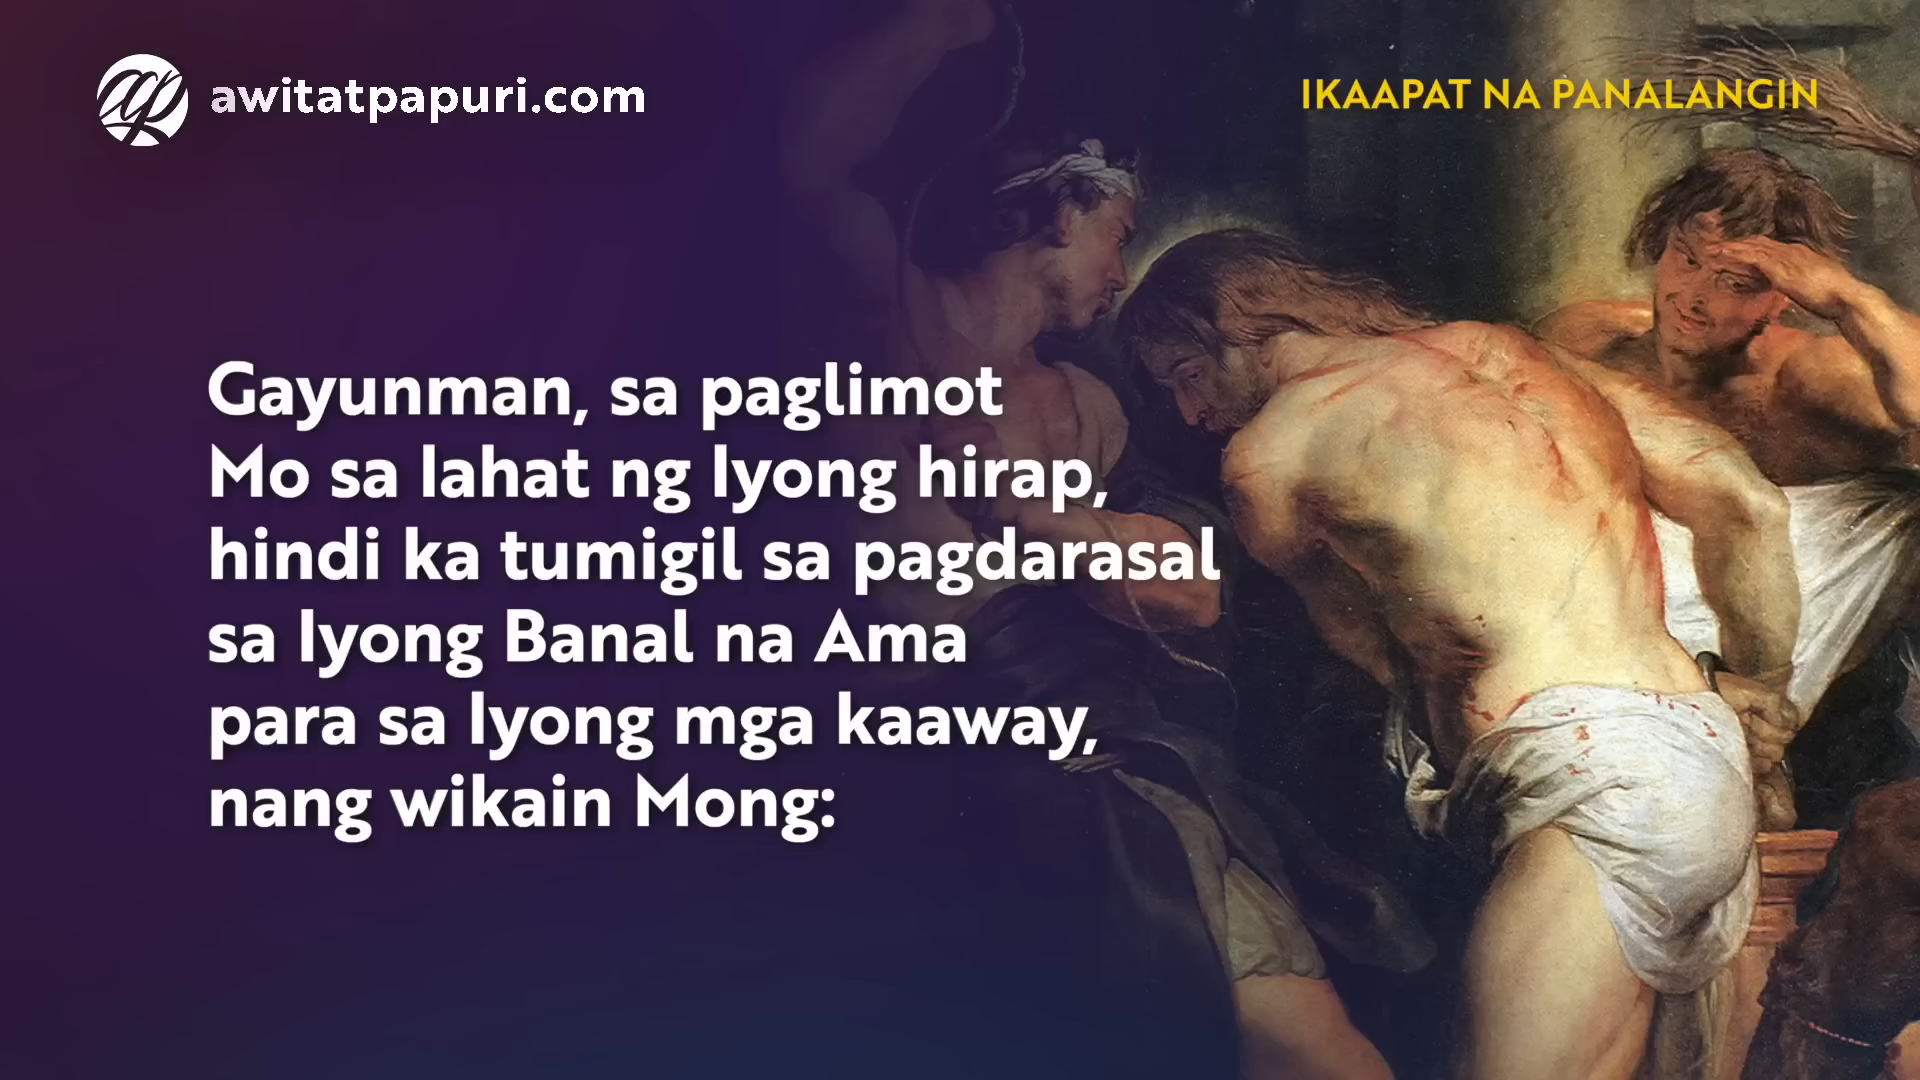 awitatpapuri.com
IKAAPAT NA PANALANGIN
Gayunman, sa paglimot
Mo sa lahat ng Iyong hirap,
hindi ka tumigil sa pagdarasal
sa Iyong Banal na Ama
para sa Iyong mga kaaway,
nang wikain Mong: